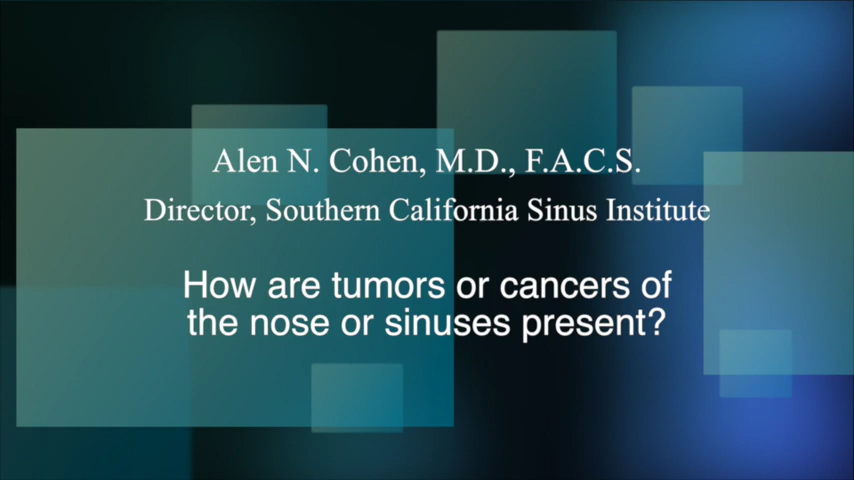 Alen N. Cohen, M.D., F.A.C.S.
Director, Southern California Sinus Institute
How are tumors or cancers of
the nose or sinuses present?